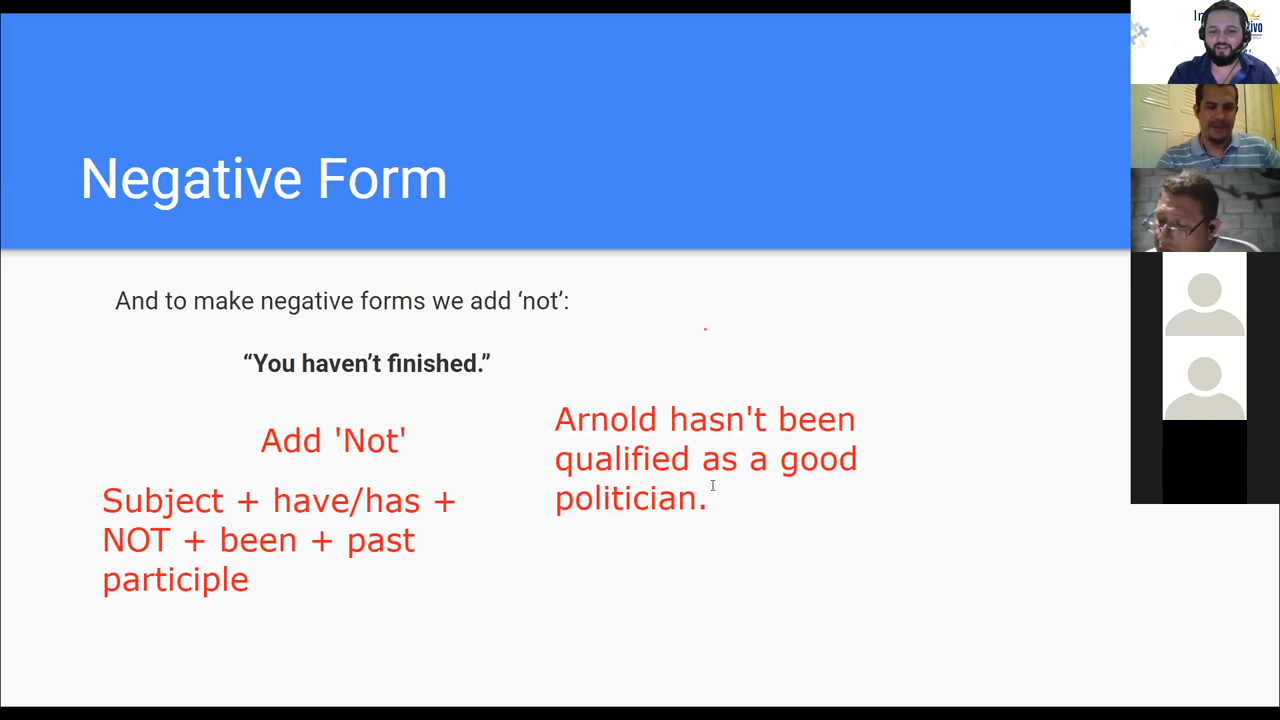 Negative Form
And to make negative forms we add ‘not’:
“You haven’t finished.”
Add 'Not'
Subject + have/has +
NOT + been + past
participle
Arnold hasn't been
qualified as a good
politician.